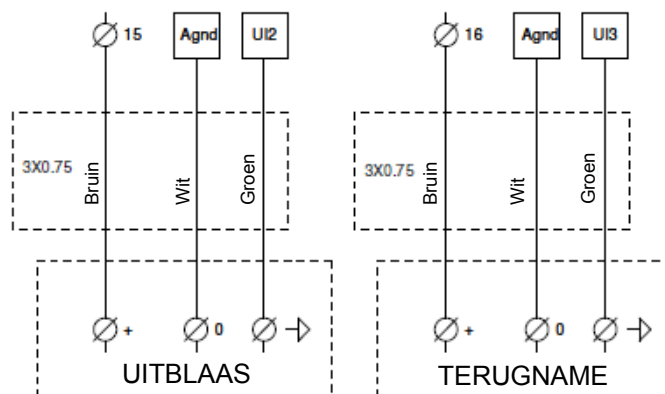 15 Agnd UI2 16 Agnd UI3
3X0.75 Bruin Wit Groen 3X0.75 Bruin Wit Groen
+ 0 + 0
UITBLAAS TERUGNAME